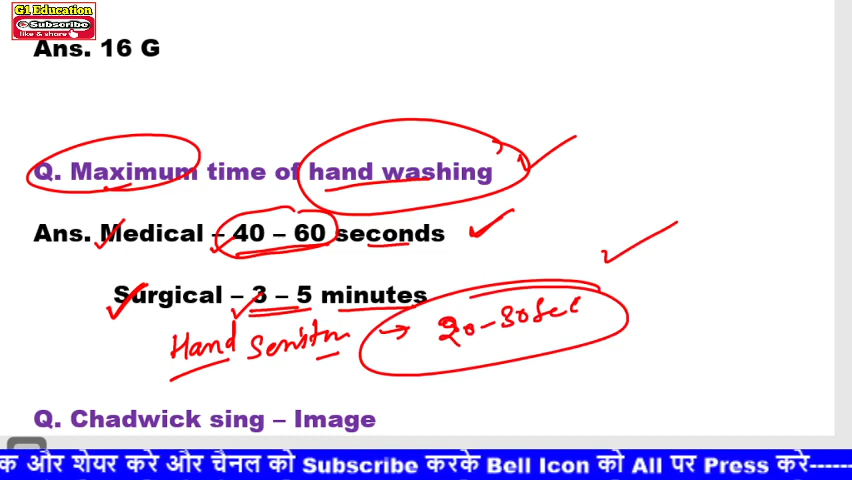 G1 Education
Subscribe
like & share
Ans. 16 G
Q. Maximum time of hand washing
Ans. Medical – 40 – 60 seconds
Surgical – 3 – 5 minutes
Hand → 20-30 sec
Q. Chadwick sing – Image
क और शेयर करे और चैनल को Subscribe करके Bell Icon को All पर Press करे------